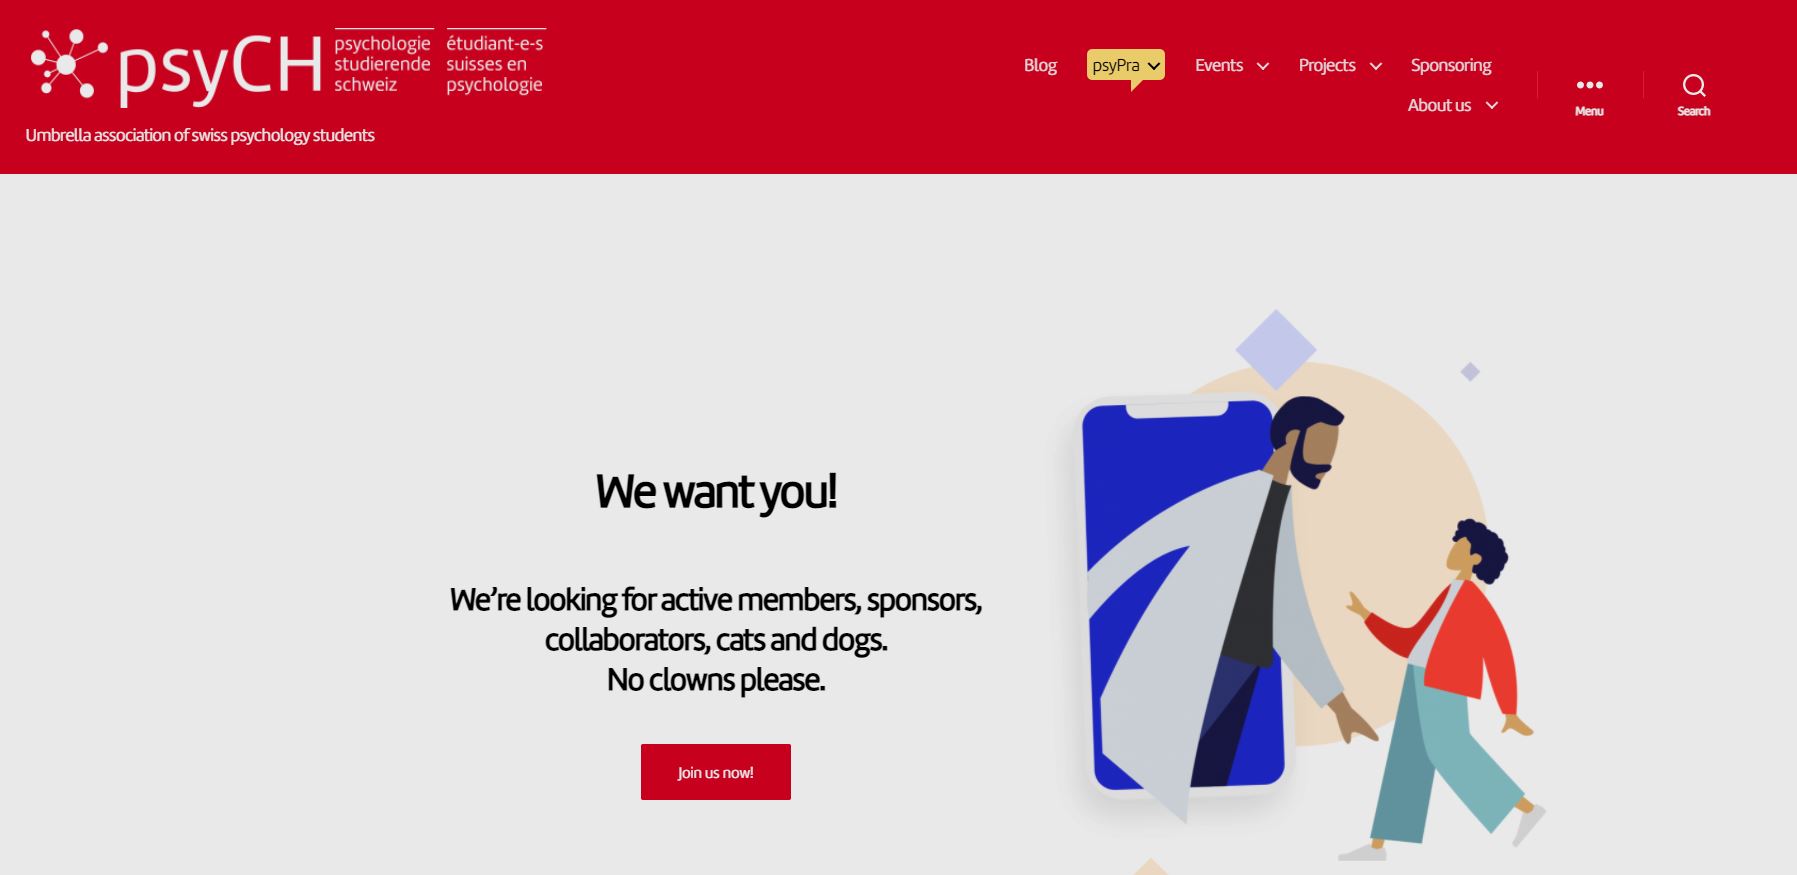 psyCH
psychologie
studierende
schweiz
étudiant-e-s
suisses en
psychologie
Umbrella association of swiss psychology students
Blog
psyPra
Events
Projects
Sponsoring
About us
Menu
Search
We want you!
We’re looking for active members, sponsors,
collaborators, cats and dogs.
No clowns please.
Join us now!